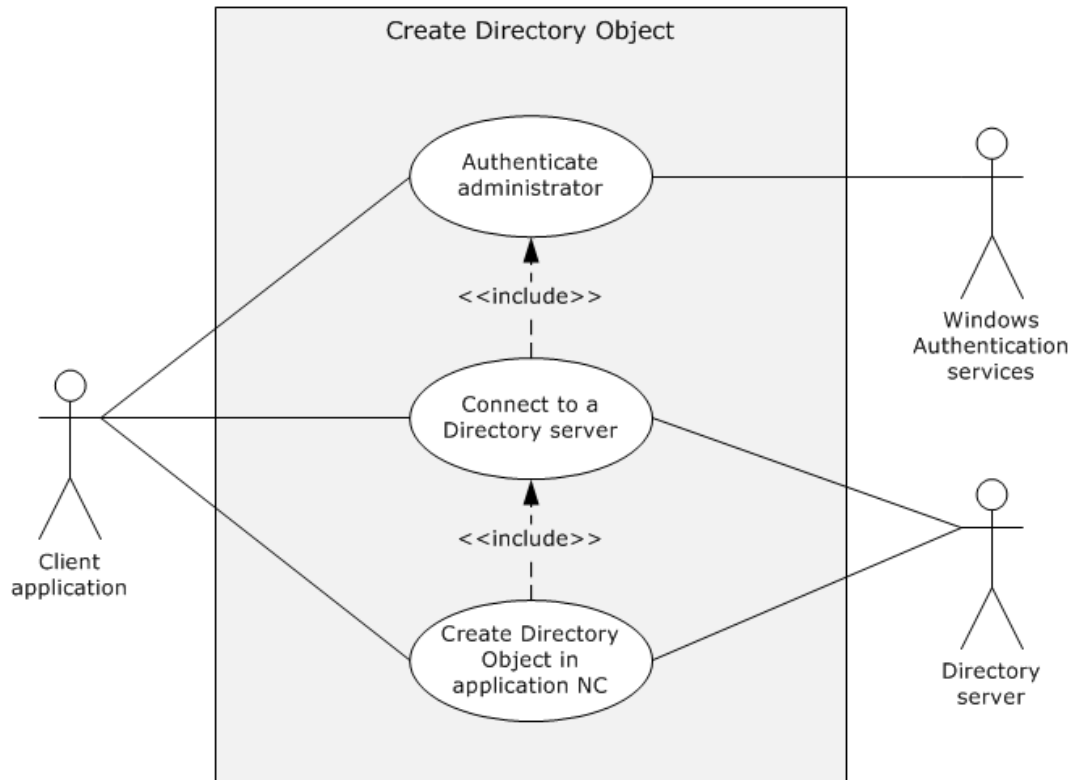 Create Directory Object
Authenticate
administrator
<<include>>
Windows
Authentication
services
Connect to a
Directory server
<<include>>
Client
application
Create Directory
Object in
application NC
Directory
server